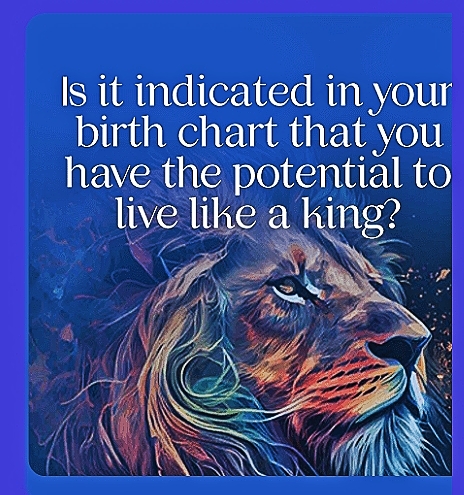 Is it indicated in your
birth chart that you
have the potential to
live like a king?